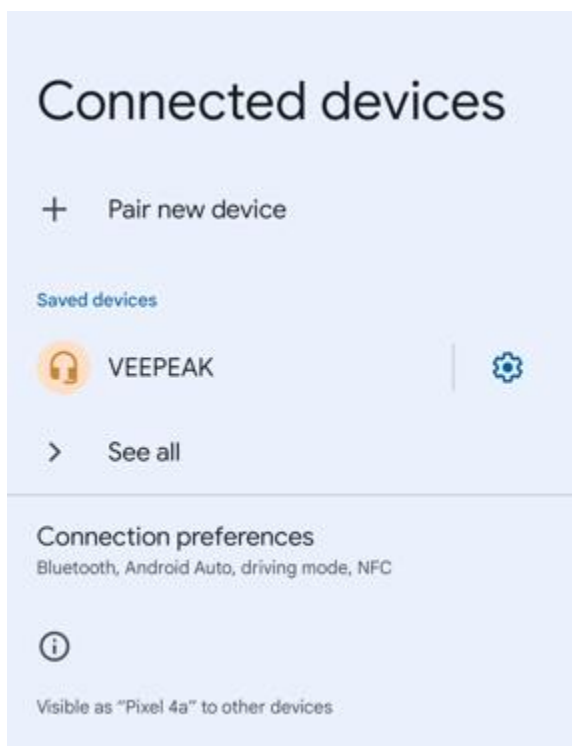 Connected devices
Pair new device
Saved devices
VEEPEAK
See all
Connection preferences
Bluetooth, Android Auto, driving mode, NFC
Visible as "Pixel 4a" to other devices